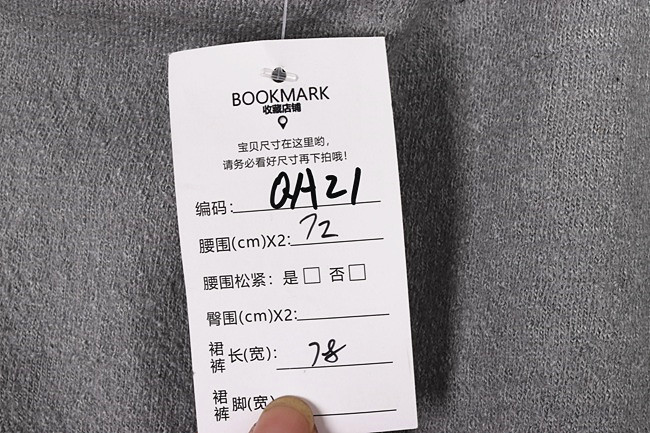 BOOKMARK
收藏店铺
宝贝尺寸在这里哟，
请务必看好尺寸再下拍哦！
编码：QH21
腰围(cm)X2：72
腰围松紧：是□ 否□
臀围(cm)X2：
裙裤长(宽)：78
裙裤脚(宽)